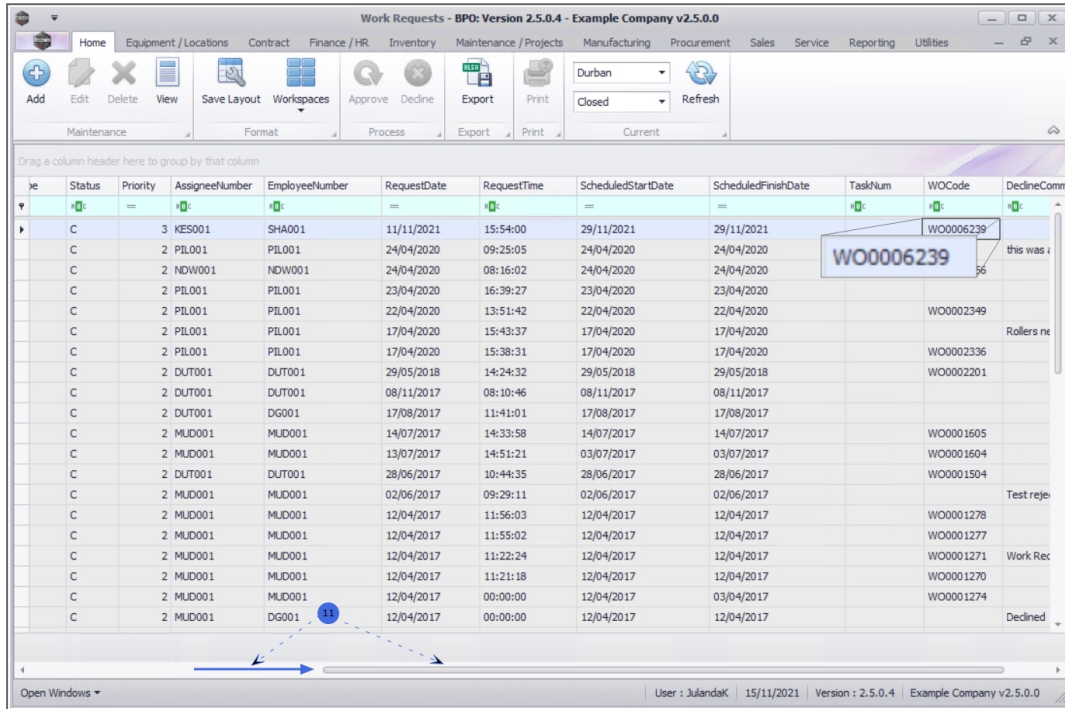 Work Requests - BPO: Version 2.5.0.4 - Example Company v2.5.0.0
Home Equipment / Locations Contract Finance / HR Inventory Maintenance / Projects Manufacturing Procurement Sales Service Reporting Utilities
Add Edit Delete View Save Layout Workspaces Approve Decline Export Print Durban Closed Refresh
Maintenance Format Process Export Print Current
Drag a column header here to group by that column
pe Status Priority AssigneeNumber EmployeeNumber RequestDate RequestTime ScheduledStartDate ScheduledFinishDate TaskNum WOCode DeclineComm
= = = =
C 3 KES001 SHA001 11/11/2021 15:54:00 29/11/2021 29/11/2021 WO0006239
C 2 PIL001 PIL001 24/04/2020 09:25:05 24/04/2020 24/04/2020 this was a
WO0006239
C 2 NDW001 NDW001 24/04/2020 08:16:02 24/04/2020 24/04/2020 56
C 2 PIL001 PIL001 23/04/2020 16:39:27 23/04/2020 23/04/2020
C 2 PIL001 PIL001 22/04/2020 13:51:42 22/04/2020 22/04/2020 WO0002349
C 2 PIL001 PIL001 17/04/2020 15:43:37 17/04/2020 17/04/2020 Rollers ne
C 2 PIL001 PIL001 17/04/2020 15:38:31 17/04/2020 17/04/2020 WO0002336
C 2 DUT001 DUT001 29/05/2018 14:24:32 29/05/2018 29/05/2018 WO0002201
C 2 DUT001 DUT001 08/11/2017 08:10:46 08/11/2017 08/11/2017
C 2 DUT001 DG001 17/08/2017 11:41:01 17/08/2017 17/08/2017
C 2 MUD001 MUD001 14/07/2017 14:33:58 14/07/2017 14/07/2017 WO0001605
C 2 MUD001 MUD001 13/07/2017 14:51:21 03/07/2017 03/07/2017 WO0001604
C 2 DUT001 DUT001 28/06/2017 10:44:35 28/06/2017 28/06/2017 WO0001504
C 2 MUD001 MUD001 02/06/2017 09:29:11 02/06/2017 02/06/2017 Test reje
C 2 MUD001 MUD001 12/04/2017 11:56:03 12/04/2017 12/04/2017 WO0001278
C 2 MUD001 MUD001 12/04/2017 11:55:02 12/04/2017 12/04/2017 WO0001277
C 2 MUD001 MUD001 12/04/2017 11:22:24 12/04/2017 12/04/2017 WO0001271 Work Rec
C 2 MUD001 MUD001 12/04/2017 11:21:18 12/04/2017 12/04/2017 WO0001270
C 2 MUD001 MUD001 12/04/2017 00:00:00 12/04/2017 03/04/2017 WO0001274
C 2 MUD001 DG001 12/04/2017 00:00:00 12/04/2017 12/04/2017 Declined
11
Open Windows User : JulandaK 15/11/2021 Version : 2.5.0.4 Example Company v2.5.0.0